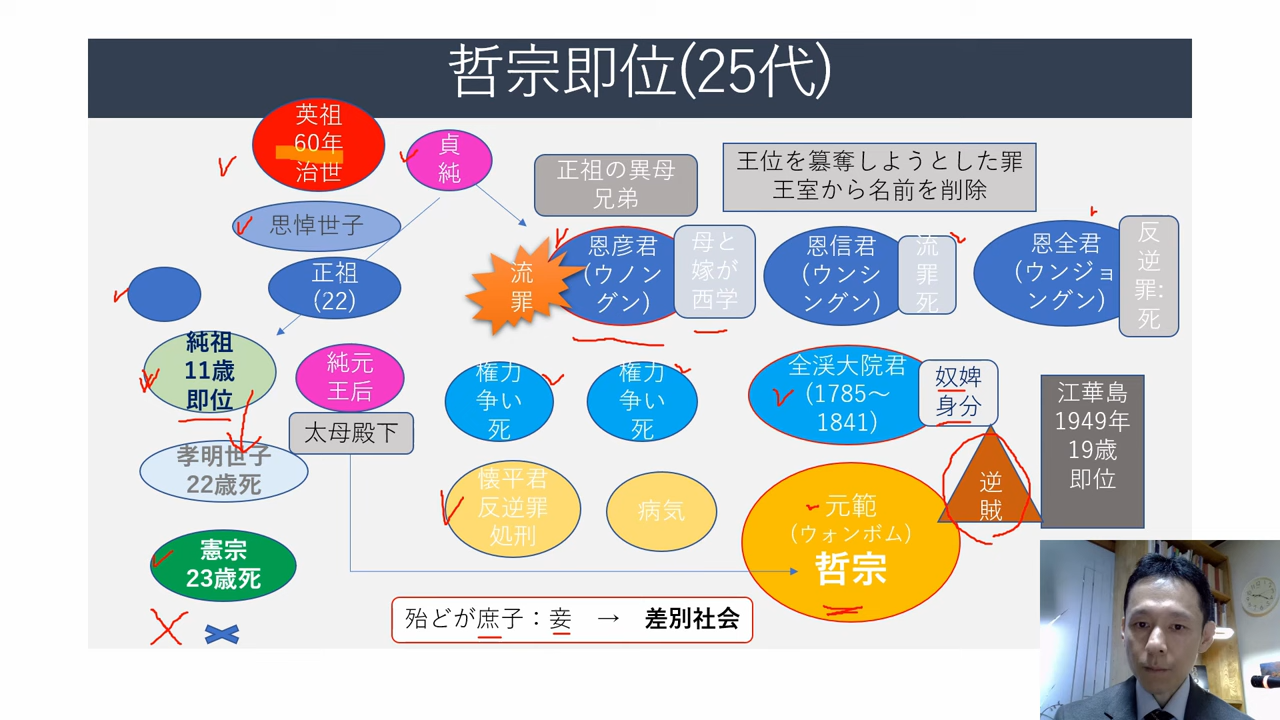 哲宗即位(25代)
英祖
60年
治世
貞
純
思悼世子
正祖
(22)
正祖の異母
兄弟
王位を簒奪しようとした罪
王室から名前を削除
流
罪
恩彦君
(ウノン
グン)
母と
嫁が
西学
恩信君
(ウンシ
ングン)
流
罪
死
恩全君
(ウンジョ
ングン)
反
逆
罪:
死
純祖
11歳
即位
純元
王后
太母殿下
権力
争い
死
権力
争い
死
全渓大院君
(1785～
1841)
奴婢
身分
江華島
1949年
19歳
即位
孝明世子
22歳死
懐平君
反逆罪
処刑
病気
元範
(ウォンボム)
哲宗
逆
賊
憲宗
23歳死
殆どが庶子：妾　→　差別社会